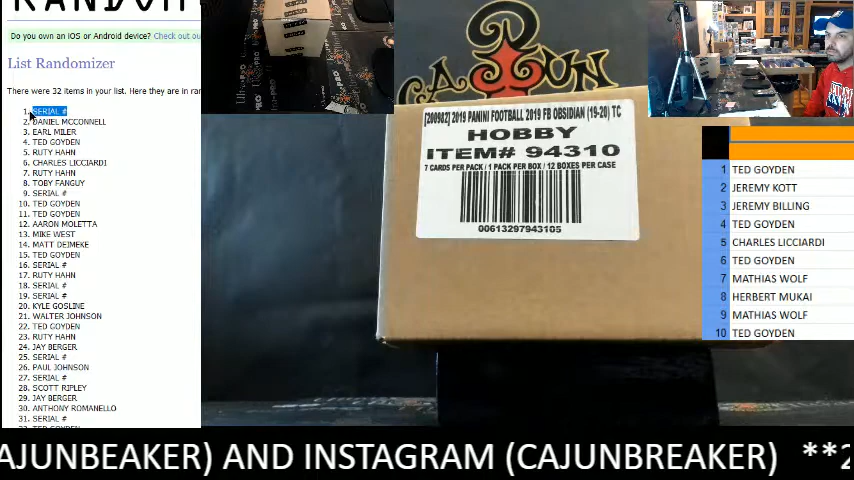 Do you own an iOS or Android device? Check out ou
List Randomizer
There were 32 items in your list. Here they are in ran
1. SERIAL #
2. DANIEL MCCONNELL
3. EARL MILER
4. TED GOYDEN
5. RUTY HAHN
6. CHARLES LICCIARDI
7. RUTY HAHN
8. TOBY FANGUY
9. SERIAL #
10. TED GOYDEN
11. TED GOYDEN
12. AARON MOLETTA
13. MIKE WEST
14. MATT DEIMEKE
15. TED GOYDEN
16. SERIAL #
17. RUTY HAHN
18. SERIAL #
19. SERIAL #
20. KYLE GOSLINE
21. WALTER JOHNSON
22. TED GOYDEN
23. RUTY HAHN
24. JAY BERGER
25. SERIAL #
26. PAUL JOHNSON
27. SERIAL #
28. SCOTT RIPLEY
29. JAY BERGER
30. ANTHONY ROMANELLO
31. SERIAL #
CAJUN
[200982] 2019 PANINI FOOTBALL 2019 FB OBSIDIAN (19-20) TC
HOBBY
ITEM# 94310
7 CARDS PER PACK / 1 PACK PER BOX / 12 BOXES PER CASE
00613297943105
1 TED GOYDEN
2 JEREMY KOTT
3 JEREMY BILLING
4 TED GOYDEN
5 CHARLES LICCIARDI
6 TED GOYDEN
7 MATHIAS WOLF
8 HERBERT MUKAI
9 MATHIAS WOLF
10 TED GOYDEN
AJUNBEAKER) AND INSTAGRAM (CAJUNBREAKER) **2